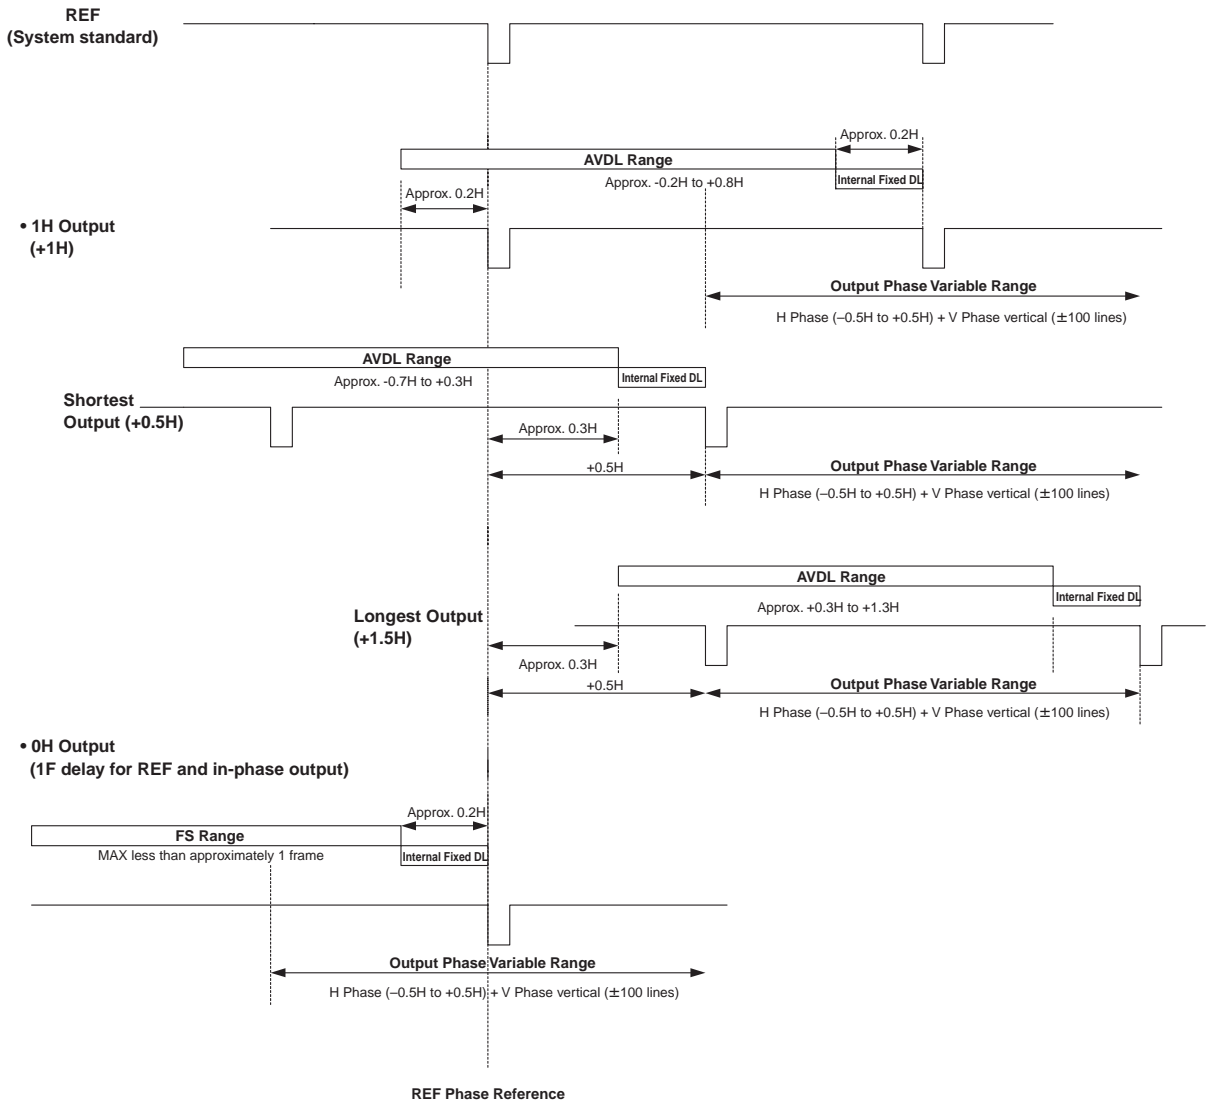 REF
(System standard)
Approx. 0.2H
AVDL Range
Internal Fixed DL
Approx. -0.2H to +0.8H
Approx. 0.2H
• 1H Output
(+1H)
Output Phase Variable Range
H Phase (–0.5H to +0.5H) + V Phase vertical (±100 lines)
AVDL Range
Internal Fixed DL
Approx. -0.7H to +0.3H
Shortest
Output (+0.5H)
Approx. 0.3H
+0.5H
Output Phase Variable Range
H Phase (–0.5H to +0.5H) + V Phase vertical (±100 lines)
AVDL Range
Internal Fixed DL
Approx. +0.3H to +1.3H
Longest Output
(+1.5H)
Approx. 0.3H
+0.5H
Output Phase Variable Range
H Phase (–0.5H to +0.5H) + V Phase vertical (±100 lines)
• 0H Output
(1F delay for REF and in-phase output)
Approx. 0.2H
FS Range
MAX less than approximately 1 frame
Internal Fixed DL
Output Phase Variable Range
H Phase (–0.5H to +0.5H) + V Phase vertical (±100 lines)
REF Phase Reference